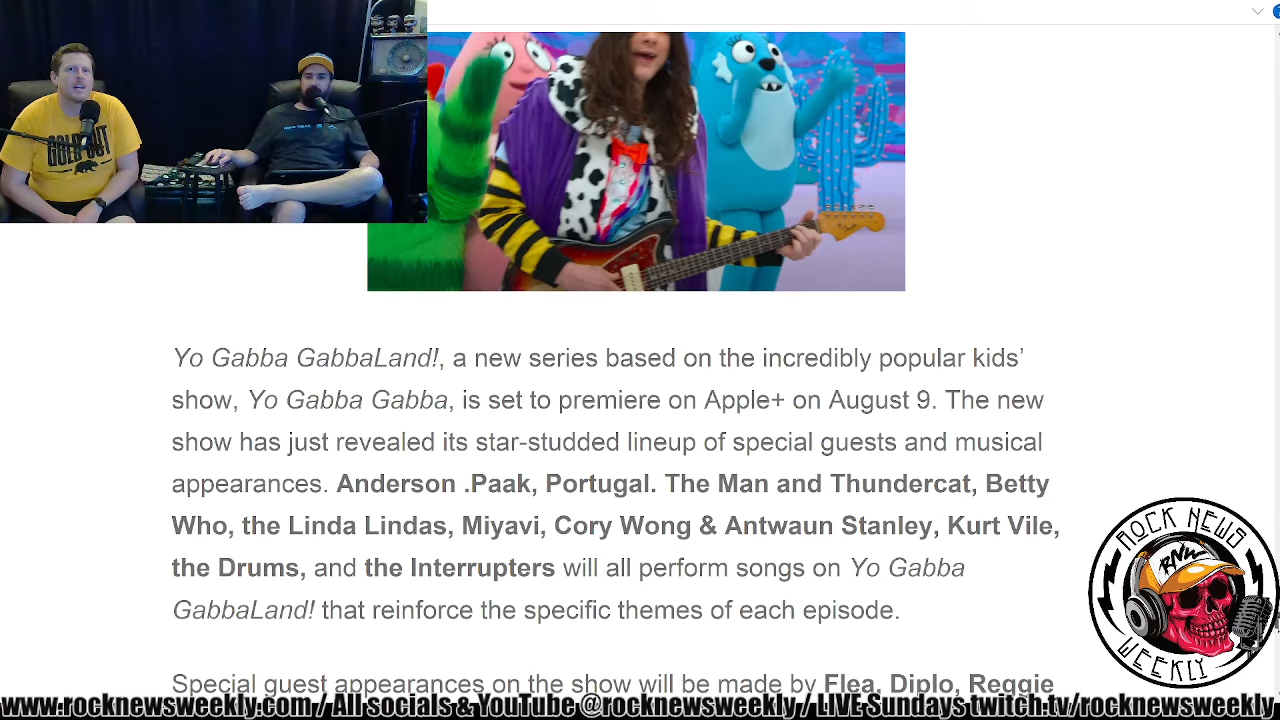 GOLD OUT
Yo Gabba GabbaLand!, a new series based on the incredibly popular kids’
show, Yo Gabba Gabba, is set to premiere on Apple+ on August 9. The new
show has just revealed its star-studded lineup of special guests and musical
appearances. Anderson .Paak, Portugal. The Man and Thundercat, Betty
Who, the Linda Lindas, Miyavi, Cory Wong & Antwaun Stanley, Kurt Vile,
the Drums, and the Interrupters will all perform songs on Yo Gabba
GabbaLand! that reinforce the specific themes of each episode.
Special guest appearances on the show will be made by Flea, Diplo, Reggie
ROCK NEWS
RNW
WEEKLY
www.rocknewsweekly.com / All socials & YouTube @rocknewsweekly / LIVE Sundays twitch.tv/rocknewsweekly